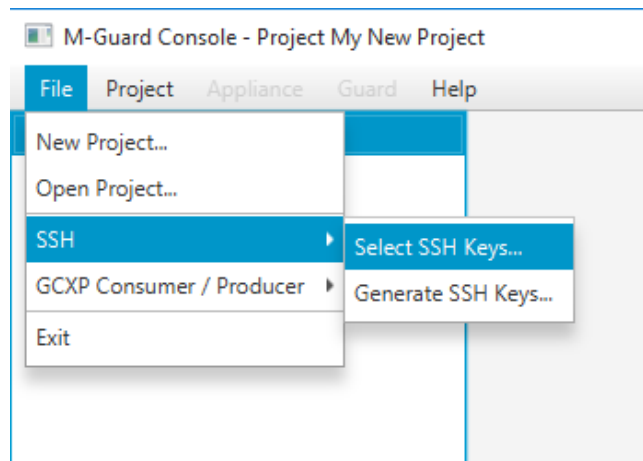 M-Guard Console - Project My New Project
File Project Appliance Guard Help
New Project...
Open Project...
SSH
Select SSH Keys...
GCXP Consumer / Producer
Generate SSH Keys...
Exit